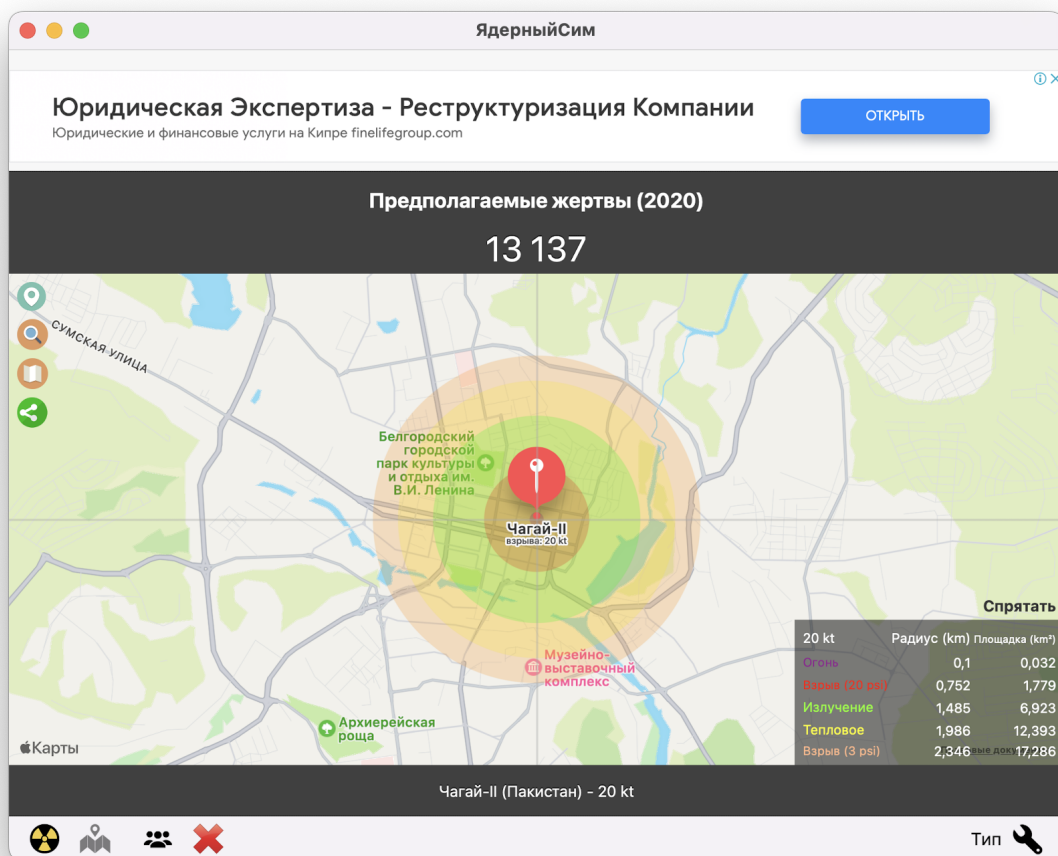 ЯдерныйСим
Юридическая Экспертиза - Реструктуризация Компании
Юридические и финансовые услуги на Кипре finelifegroup.com
ОТКРЫТЬ
Предполагаемые жертвы (2020)
13 137
СУМСКАЯ УЛИЦА
Белгородский
городской
парк культуры
и отдыха им.
В.И. Ленина
Чагай-II
взрыва: 20 kt
Музейно-
выставочный
комплекс
Архиерейская
роща
Карты
Спрятать
20 kt Радиус (km) Площадка (km²)
Огонь 0,1 0,032
Взрыв (20 psi) 0,752 1,779
Излучение 1,485 6,923
Тепловое 1,986 12,393
Взрыв (3 psi) 2,346 17,286
Чагай-II (Пакистан) - 20 kt
Тип